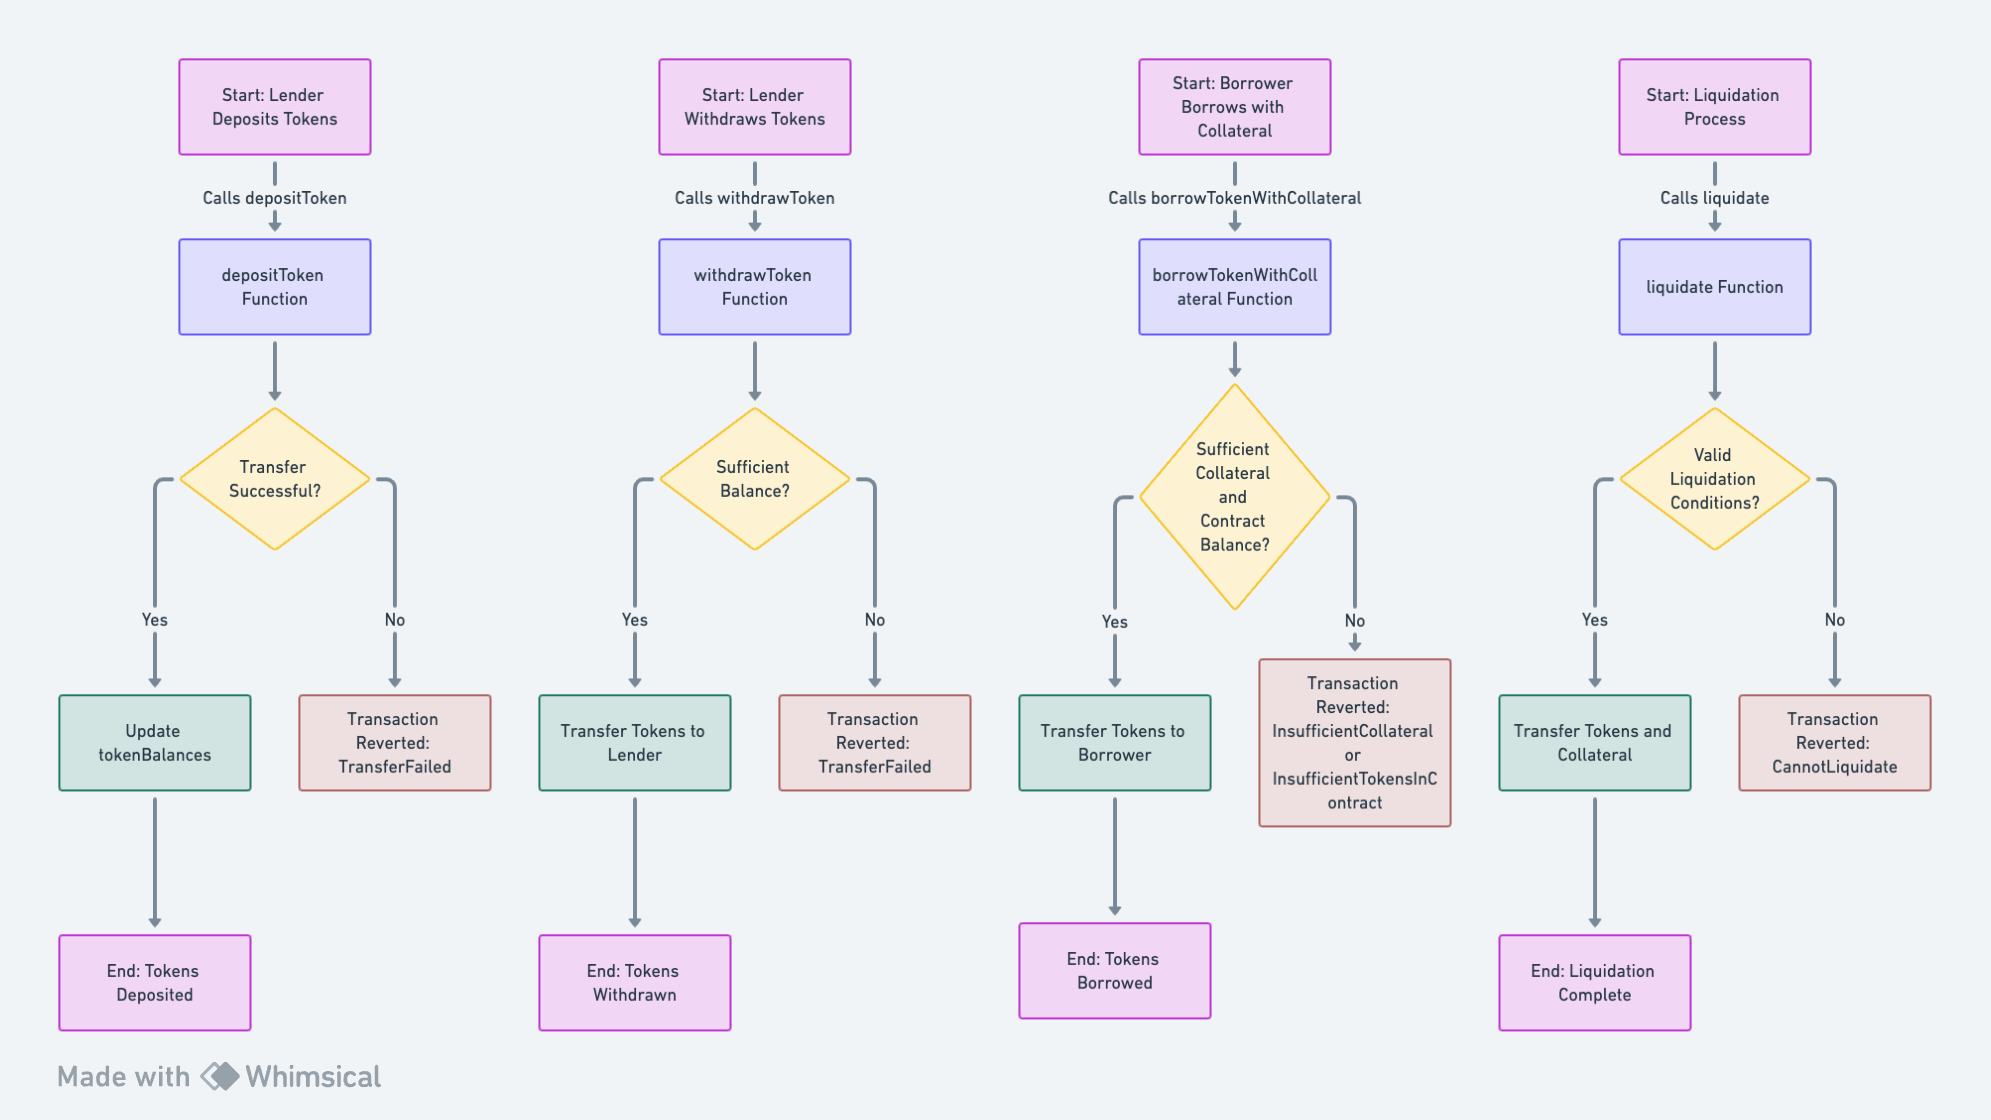 Start: Lender
Deposits Tokens
Calls depositToken
depositToken
Function
Transfer
Successful?
Yes
No
Update
tokenBalances
Transaction
Reverted:
TransferFailed
End: Tokens
Deposited
Start: Lender
Withdraws Tokens
Calls withdrawToken
withdrawToken
Function
Sufficient
Balance?
Yes
No
Transfer Tokens to
Lender
Transaction
Reverted:
TransferFailed
End: Tokens
Withdrawn
Start: Borrower
Borrows with
Collateral
Calls borrowTokenWithCollateral
borrowTokenWithColl
ateral Function
Sufficient
Collateral
and
Contract
Balance?
Yes
No
Transfer Tokens to
Borrower
Transaction
Reverted:
InsufficientCollateral
or
InsufficientTokensInC
ontract
End: Tokens
Borrowed
Start: Liquidation
Process
Calls liquidate
liquidate Function
Valid
Liquidation
Conditions?
Yes
No
Transfer Tokens and
Collateral
Transaction
Reverted:
CannotLiquidate
End: Liquidation
Complete
Made with Whimsical